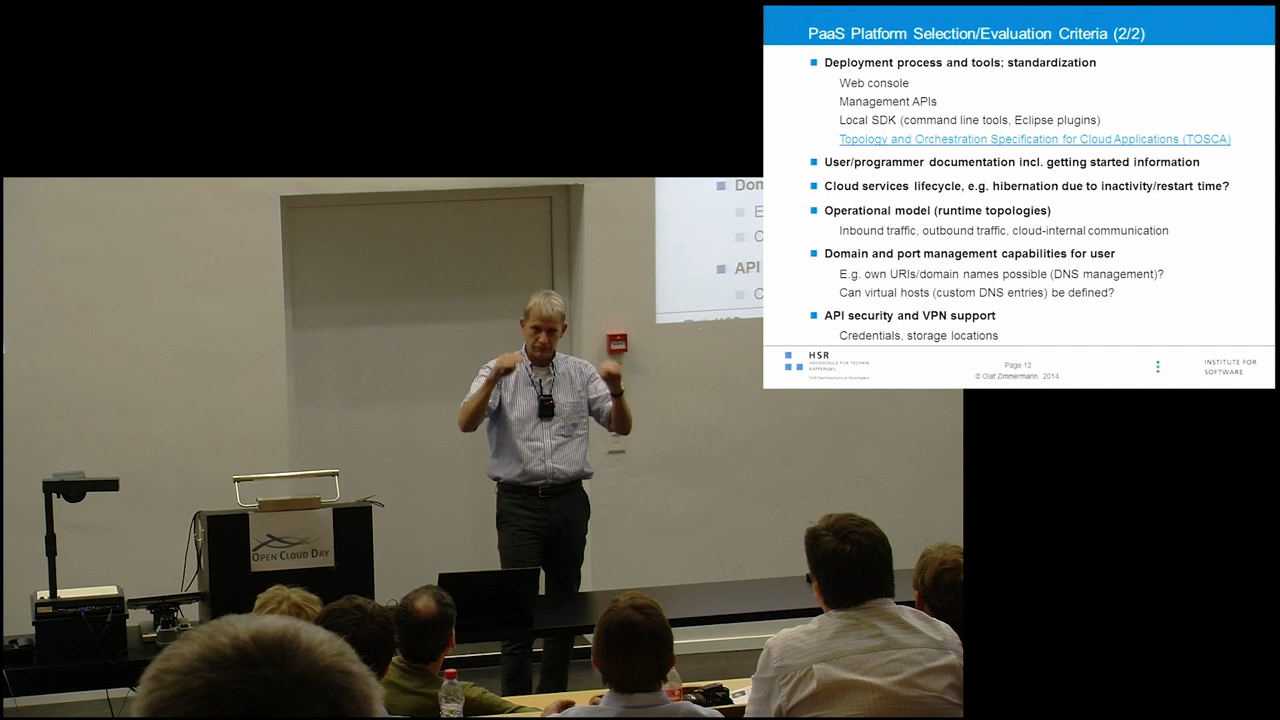 PaaS Platform Selection/Evaluation Criteria (2/2)
Deployment process and tools; standardization
Web console
Management APIs
Local SDK (command line tools, Eclipse plugins)
Topology and Orchestration Specification for Cloud Applications (TOSCA)
User/programmer documentation incl. getting started information
Cloud services lifecycle, e.g. hibernation due to inactivity/restart time?
Operational model (runtime topologies)
Inbound traffic, outbound traffic, cloud-internal communication
Domain and port management capabilities for user
E.g. own URIs/domain names possible (DNS management)?
Can virtual hosts (custom DNS entries) be defined?
API security and VPN support
Credentials, storage locations
HSR
HOCHSCHULE FÜR TECHNIK
RAPPERSWIL
Page 12
© Olaf Zimmermann, 2014.
INSTITUTE FOR
SOFTWARE
API
OPEN CLOUD DAY